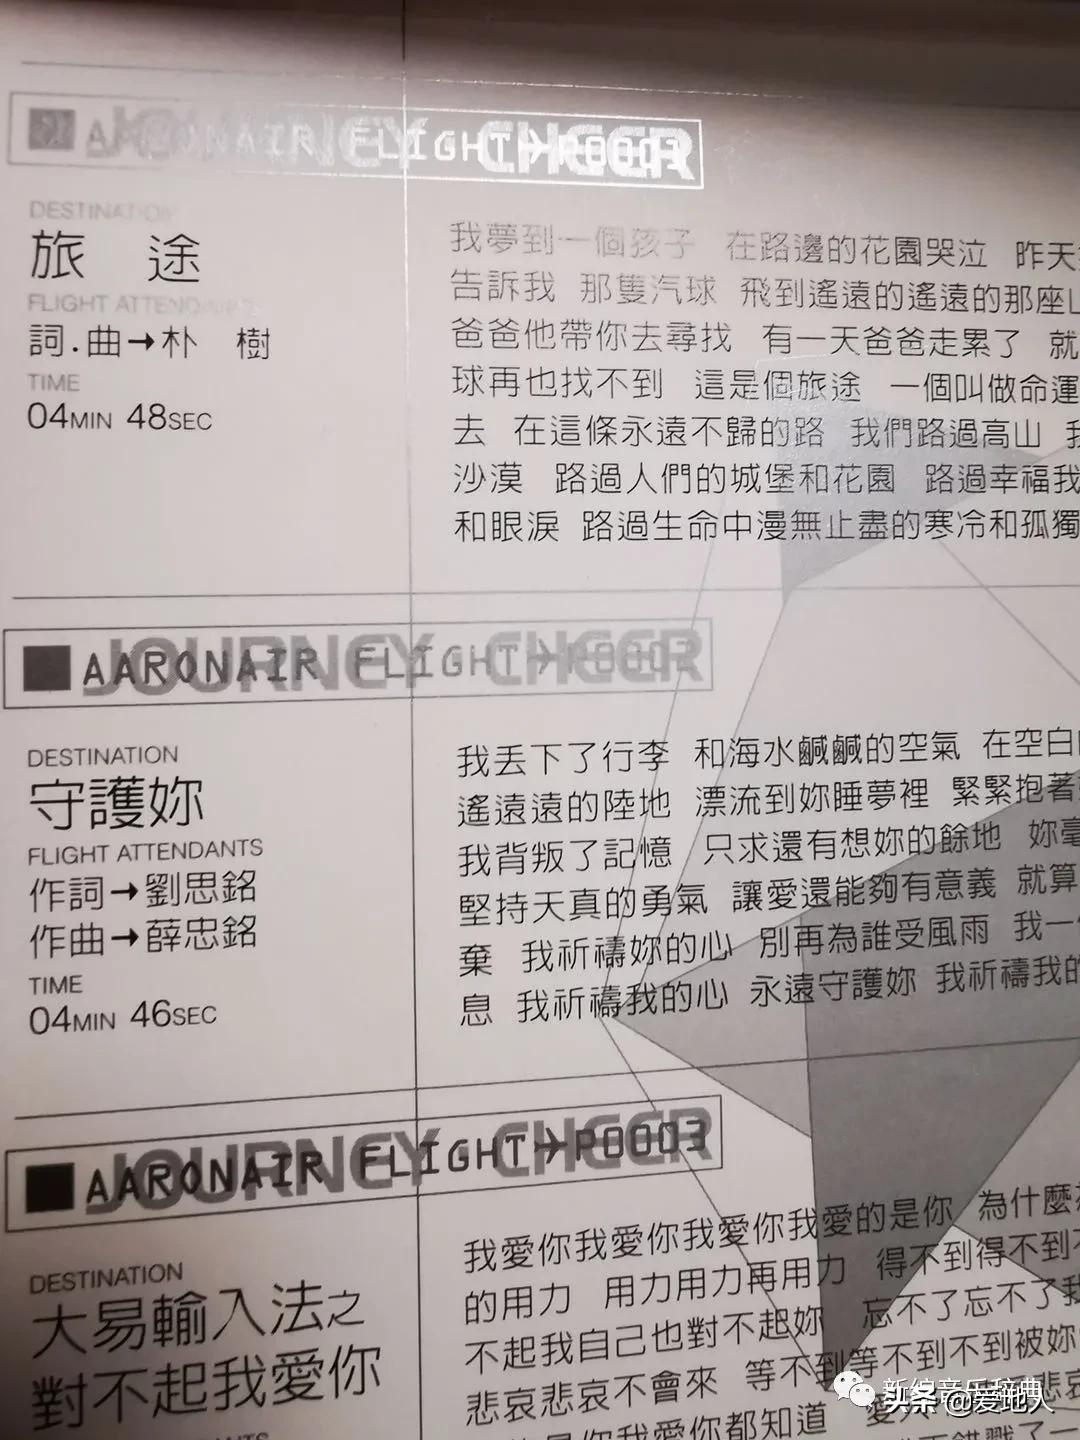 AARONAIR FLIGHT→P0003
JOURNEY·CHEER
DESTINATION
旅 途
FLIGHT ATTENDANTS
詞.曲→朴 樹
TIME
04MIN 48SEC
我夢到一個孩子 在路邊的花園哭泣 昨天
告訴我 那隻汽球 飛到遙遠的遙遠的那座山
爸爸他帶你去尋找 有一天爸爸走累了 就
球再也找不到 這是個旅途 一個叫做命運
去 在這條永遠不歸的路 我們路過高山 我
沙漠 路過人們的城堡和花園 路過幸福我
和眼淚 路過生命中漫無止盡的寒冷和孤獨
AARONAIR FLIGHT→P0003
JOURNEY·CHEER
DESTINATION
守護妳
FLIGHT ATTENDANTS
作詞→劉思銘
作曲→薛忠銘
TIME
04MIN 46SEC
我丟下了行李 和海水鹹鹹的空氣 在空白
遙遠遠的陸地 漂流到妳睡夢裡 緊緊抱著
我背叛了記憶 只求還有想妳的餘地 妳毫
堅持天真的勇氣 讓愛還能夠有意義 就算
棄 我祈禱妳的心 別再為誰受風雨 我一
息 我祈禱我的心 永遠守護妳 我祈禱我的
AARONAIR FLIGHT→P0003
JOURNEY·CHEER
DESTINATION
大易輸入法之
對不起我愛你
我愛你我愛你我愛你我愛的是你 為什麼
的用力 用力用力再用力 得不到得不到
不起我自己也對不起妳 忘不了忘不了我
悲哀悲哀不會來 等不到等不到不到被妳
我愛你都知道
新编音乐辞典
头条 @爱地人